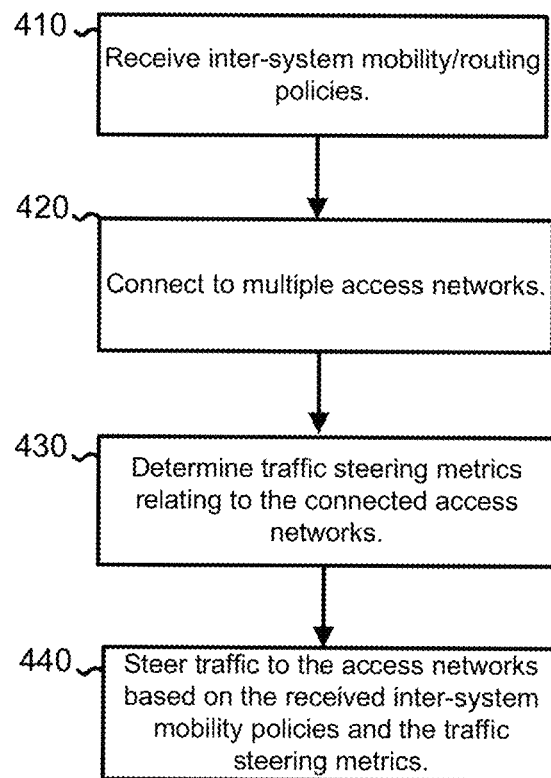 410
Receive inter-system mobility/routing
policies.
420
Connect to multiple access networks.
430
Determine traffic steering metrics
relating to the connected access
networks.
440
Steer traffic to the access networks
based on the received inter-system
mobility policies and the traffic
steering metrics.